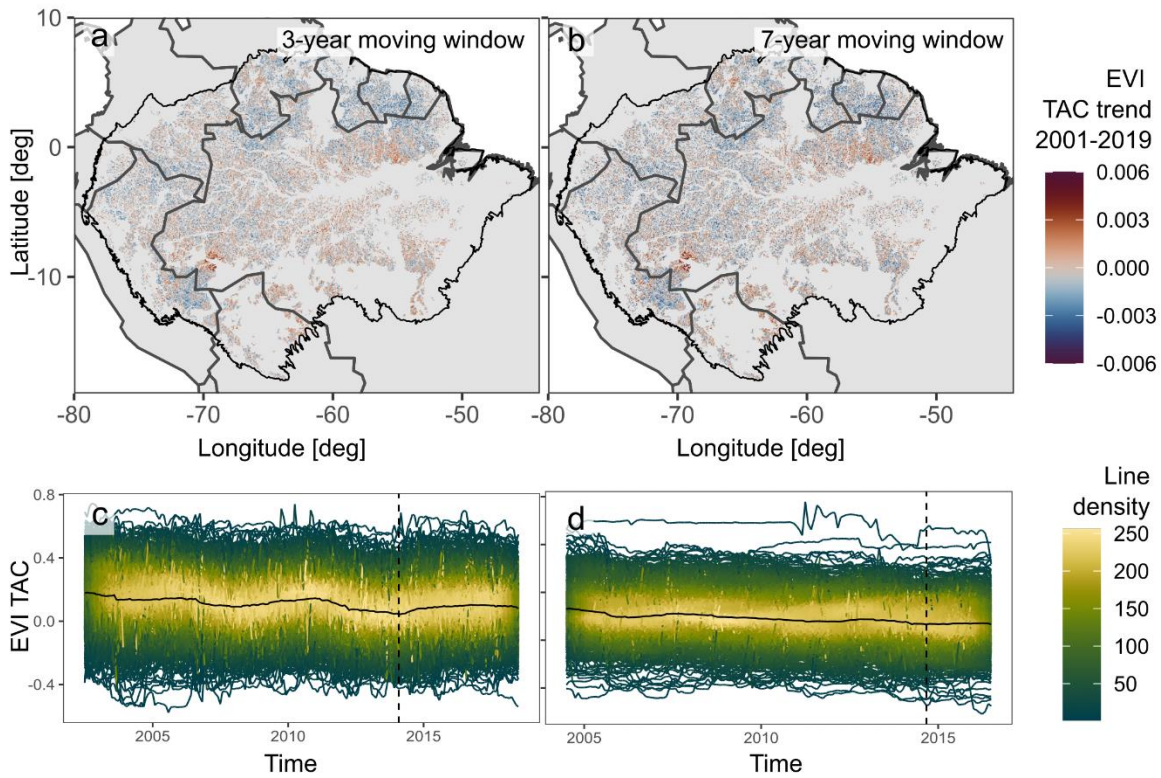 a
3-year moving window
b
7-year moving window
10
0
-10
Latitude [deg]
-80
-70
-60
-50
Longitude [deg]
-80
-70
-60
-50
Longitude [deg]
EVI
TAC trend
2001-2019
0.006
0.003
0.000
-0.003
-0.006
c
0.8
0.4
0.0
-0.4
EVI TAC
2005
2010
2015
Time
d
2005
2010
2015
Time
Line
density
250
200
150
100
50